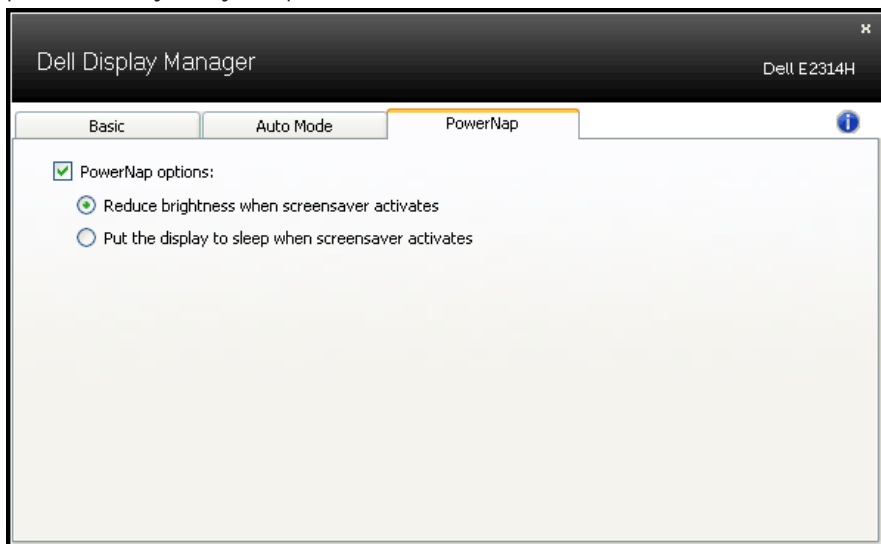 x
Dell Display Manager
Dell E2314H
Basic
Auto Mode
PowerNap
i
PowerNap options:
Reduce brightness when screensaver activates
Put the display to sleep when screensaver activates